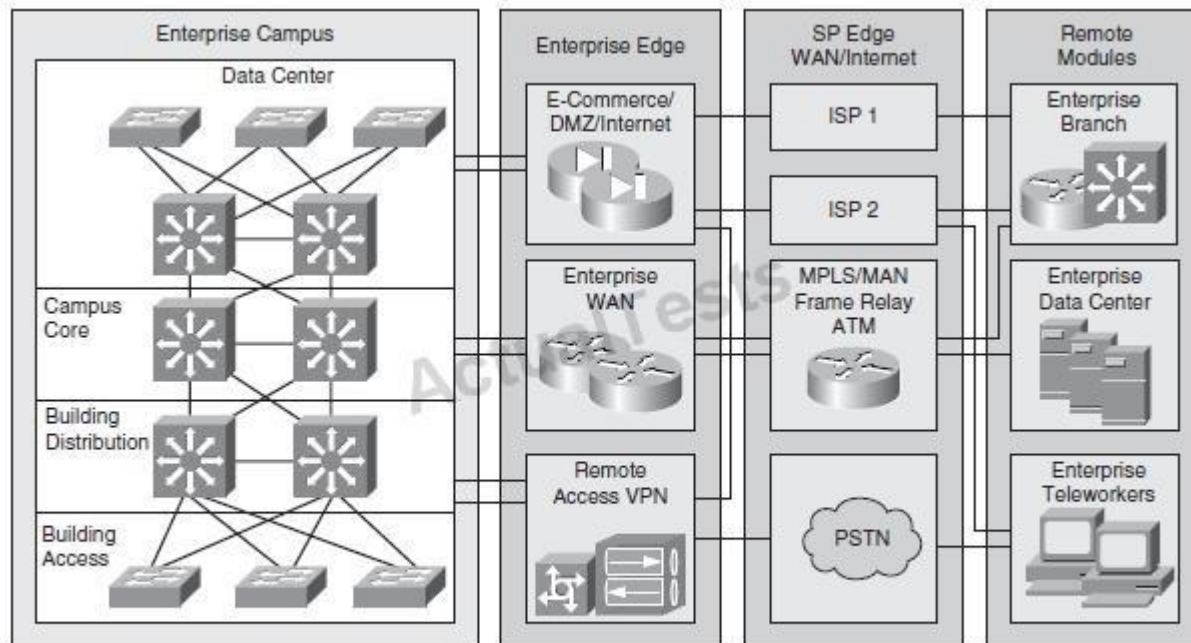 Enterprise Campus
Data Center
Campus
Core
Building
Distribution
Building
Access
Enterprise Edge
E-Commerce/
DMZ/Internet
Enterprise
WAN
Remote
Access VPN
SP Edge
WAN/Internet
ISP 1
ISP 2
MPLS/MAN
Frame Relay
ATM
PSTN
Remote
Modules
Enterprise
Branch
Enterprise
Data Center
Enterprise
Teleworkers
ActualTests